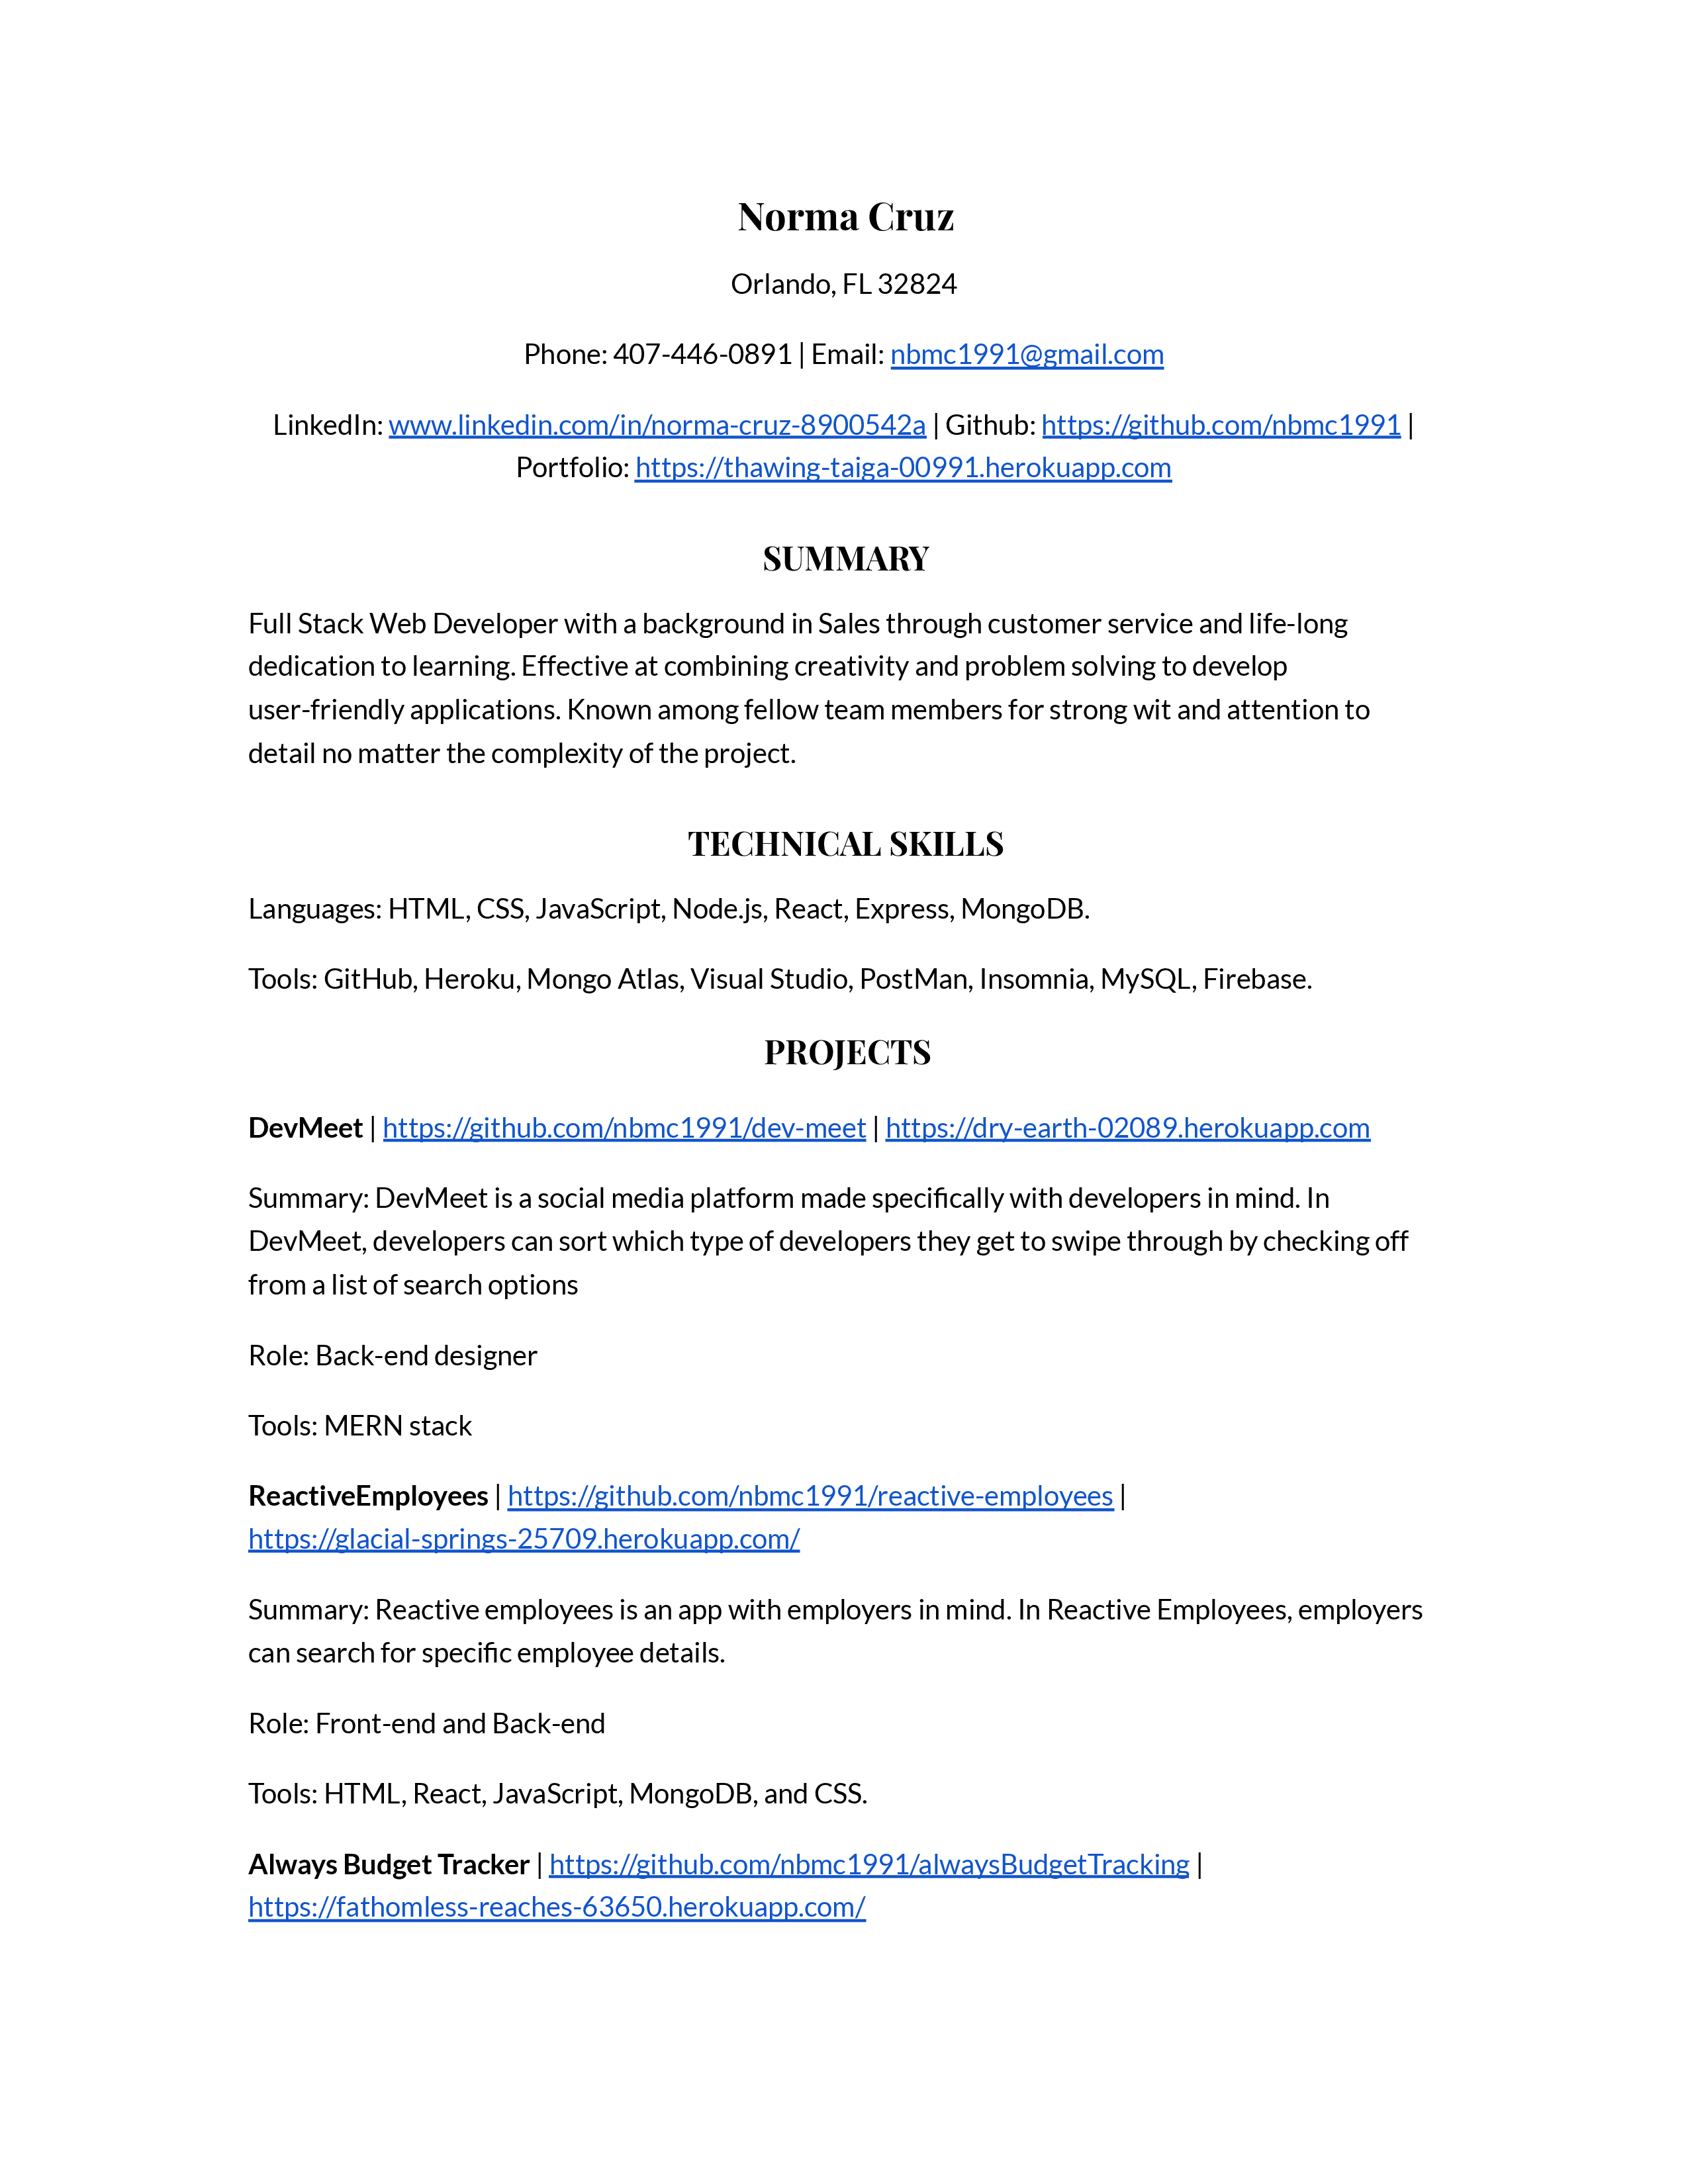 Norma Cruz
Orlando, FL 32824
Phone: 407-446-0891 | Email: nbmc1991@gmail.com
LinkedIn: www.linkedin.com/in/norma-cruz-8900542a | Github: https://github.com/nbmc1991 |
Portfolio: https://thawing-taiga-00991.herokuapp.com
SUMMARY
Full Stack Web Developer with a background in Sales through customer service and life-long
dedication to learning. Effective at combining creativity and problem solving to develop
user-friendly applications. Known among fellow team members for strong wit and attention to
detail no matter the complexity of the project.
TECHNICAL SKILLS
Languages: HTML, CSS, JavaScript, Node.js, React, Express, MongoDB.
Tools: GitHub, Heroku, Mongo Atlas, Visual Studio, PostMan, Insomnia, MySQL, Firebase.
PROJECTS
DevMeet | https://github.com/nbmc1991/dev-meet | https://dry-earth-02089.herokuapp.com
Summary: DevMeet is a social media platform made specifically with developers in mind. In
DevMeet, developers can sort which type of developers they get to swipe through by checking off
from a list of search options
Role: Back-end designer
Tools: MERN stack
ReactiveEmployees | https://github.com/nbmc1991/reactive-employees |
https://glacial-springs-25709.herokuapp.com/
Summary: Reactive employees is an app with employers in mind. In Reactive Employees, employers
can search for specific employee details.
Role: Front-end and Back-end
Tools: HTML, React, JavaScript, MongoDB, and CSS.
Always Budget Tracker | https://github.com/nbmc1991/alwaysBudgetTracking |
https://fathomless-reaches-63650.herokuapp.com/